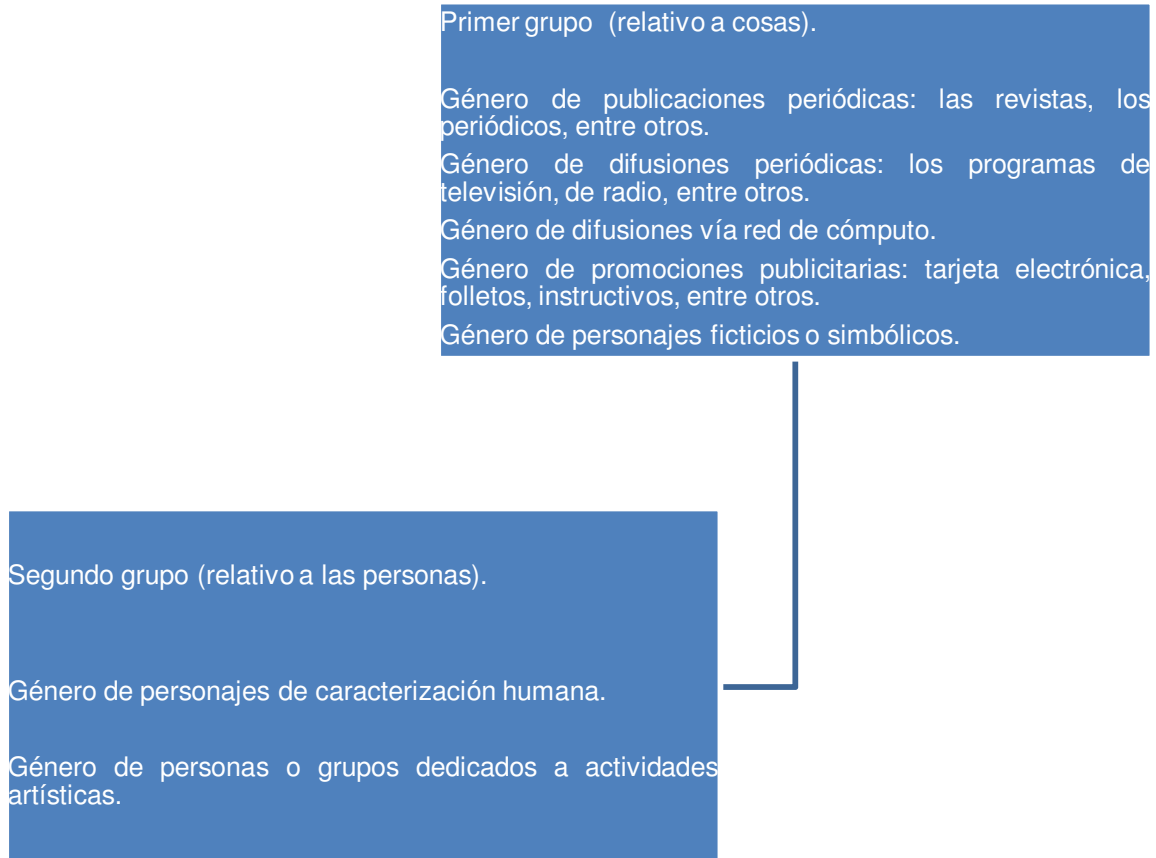 Primer grupo (relativo a cosas).
Género de publicaciones periódicas: las revistas, los
periódicos, entre otros.
Género de difusiones periódicas: los programas de
televisión, de radio, entre otros.
Género de difusiones vía red de cómputo.
Género de promociones publicitarias: tarjeta electrónica,
folletos, instructivos, entre otros.
Género de personajes ficticios o simbólicos.
Segundo grupo (relativo a las personas).
Género de personajes de caracterización humana.
Género de personas o grupos dedicados a actividades
artísticas.